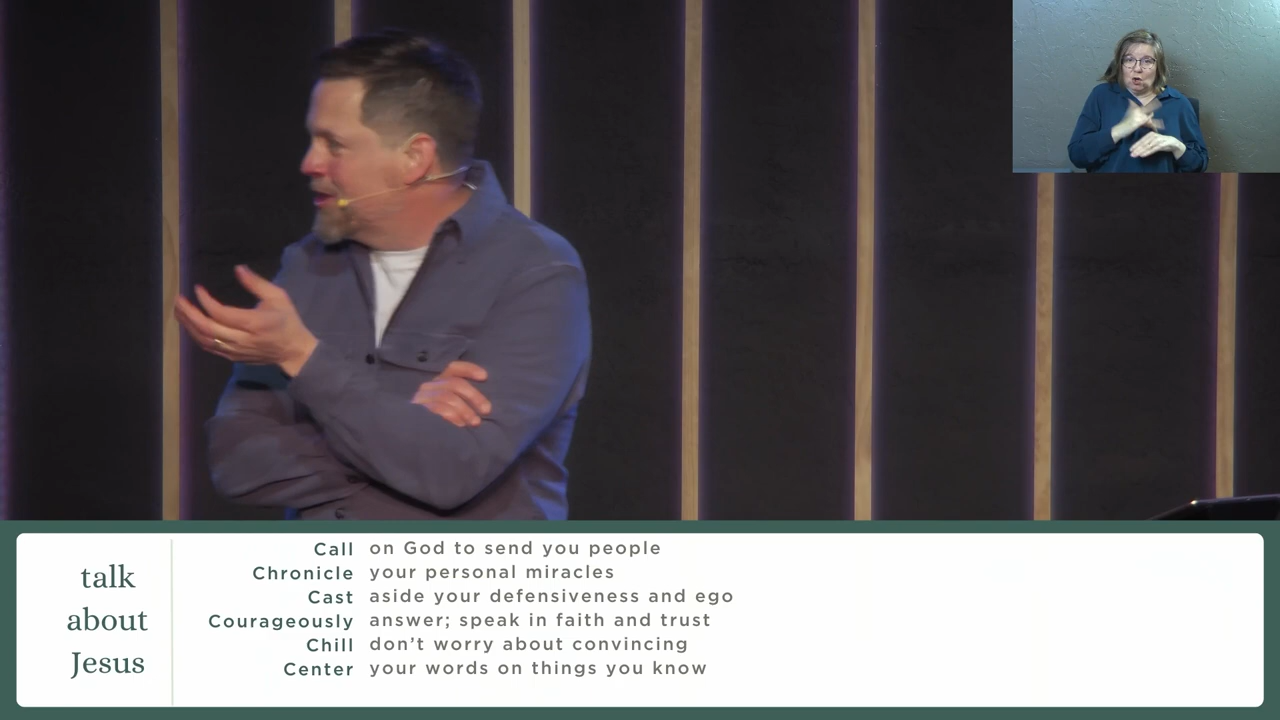 talk
about
Jesus
Call on God to send you people
Chronicle your personal miracles
Cast aside your defensiveness and ego
Courageously answer; speak in faith and trust
Chill don’t worry about convincing
Center your words on things you know